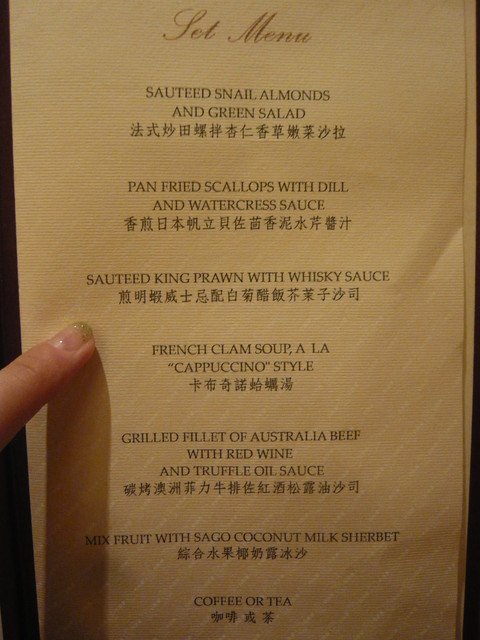 Set Menu
SAUTEED SNAIL ALMONDS
AND GREEN SALAD
法式炒田螺拌杏仁香草嫩菜沙拉
PAN FRIED SCALLOPS WITH DILL
AND WATERCRESS SAUCE
香煎日本帆立貝佐茴香泥水芹醬汁
SAUTEED KING PRAWN WITH WHISKY SAUCE
煎明蝦威士忌配白菊醋飯芥茉子沙司
FRENCH CLAM SOUP, A LA
“CAPPUCCINO” STYLE
卡布奇諾蛤蠣湯
GRILLED FILLET OF AUSTRALIA BEEF
WITH RED WINE
AND TRUFFLE OIL SAUCE
碳烤澳洲菲力牛排佐紅酒松露油沙司
MIX FRUIT WITH SAGO COCONUT MILK SHERBET
綜合水果椰奶露冰沙
COFFEE OR TEA
咖啡 或 茶